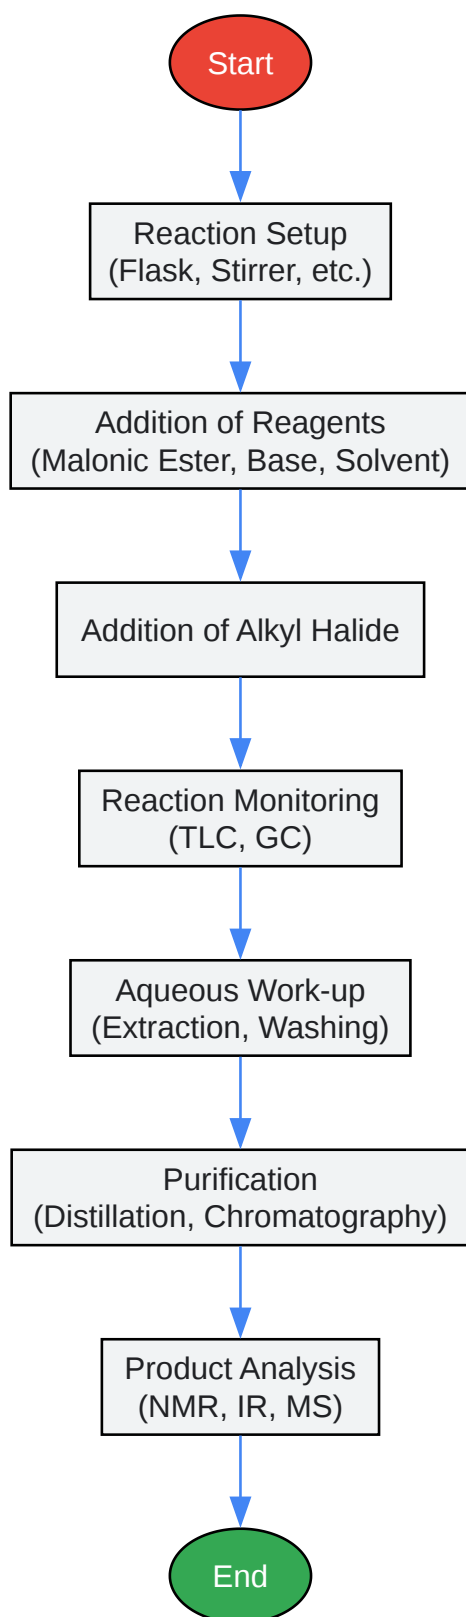 Start
Reaction Setup
(Flask, Stirrer, etc.)
Addition of Reagents
(Malonic Ester, Base, Solvent)
Addition of Alkyl Halide
Reaction Monitoring
(TLC, GC)
Aqueous Work-up
(Extraction, Washing)
Purification
(Distillation, Chromatography)
Product Analysis
(NMR, IR, MS)
End